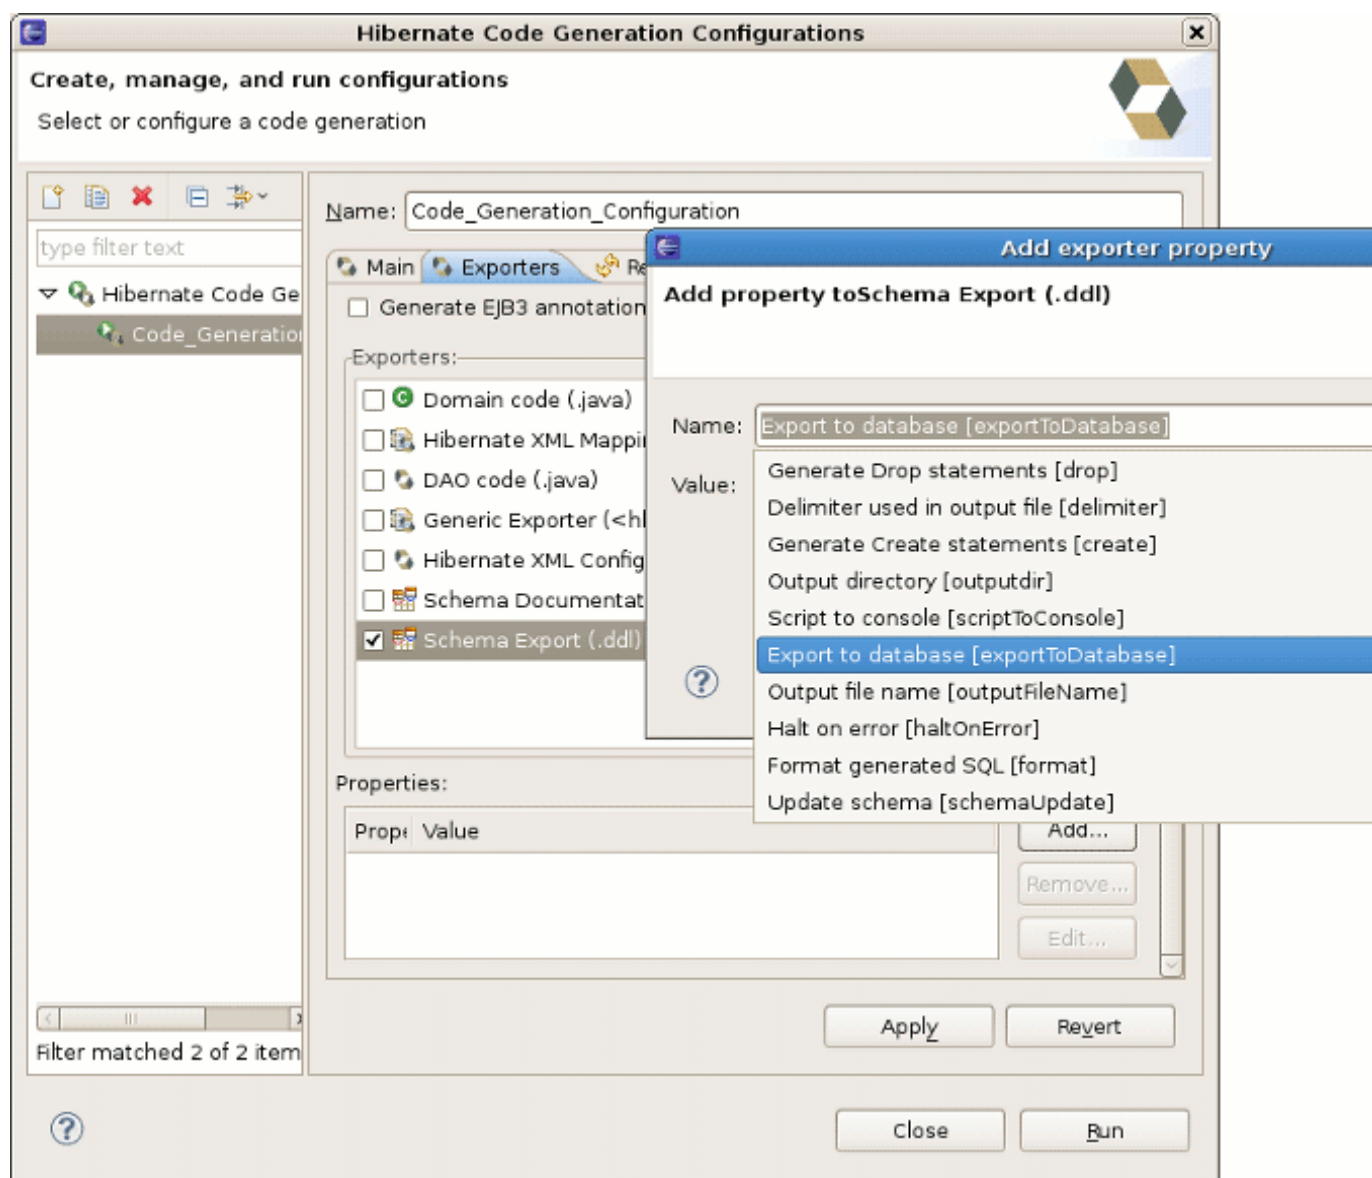 Hibernate Code Generation Configurations
Create, manage, and run configurations
Select or configure a code generation
type filter text
Hibernate Code Ge
Code_Generation
Filter matched 2 of 2 item
Name: Code_Generation_Configuration
Main Exporters Re
Generate EJB3 annotation
Exporters:
Domain code (.java)
Hibernate XML Mappi
DAO code (.java)
Generic Exporter (<h
Hibernate XML Config
Schema Documentat
Schema Export (.ddl)
Properties:
Prope Value
Add...
Remove...
Edit...
Apply Revert
Close Run
Add exporter property
Add property toSchema Export (.ddl)
Name: Export to database [exportToDatabase]
Value:
Generate Drop statements [drop]
Delimiter used in output file [delimiter]
Generate Create statements [create]
Output directory [outputdir]
Script to console [scriptToConsole]
Export to database [exportToDatabase]
Output file name [outputFileName]
Halt on error [haltOnError]
Format generated SQL [format]
Update schema [schemaUpdate]